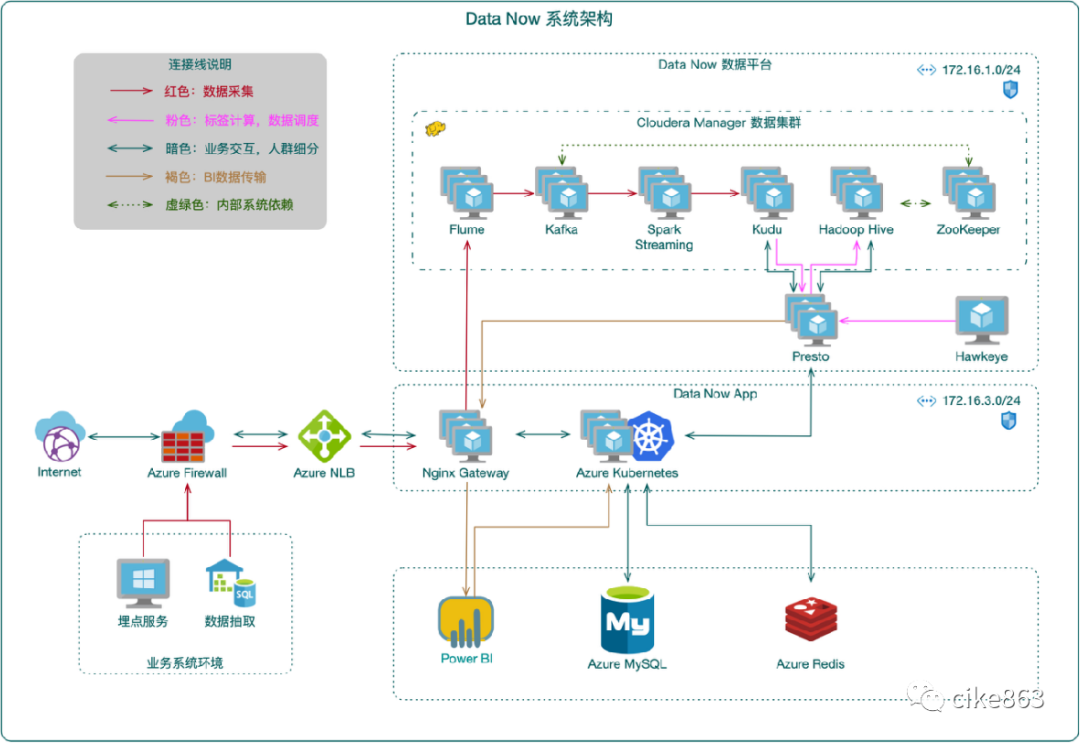 Data Now 系统架构
连接线说明
红色：数据采集
粉色：标签计算，数据调度
暗色：业务交互，人群细分
褐色：BI数据传输
虚绿色：内部系统依赖
Data Now 数据平台
172.16.1.0/24
Cloudera Manager 数据集群
Flume
Kafka
Spark
Streaming
Kudu
Hadoop Hive
ZooKeeper
Presto
Hawkeye
Data Now App
172.16.3.0/24
Internet
Azure Firewall
Azure NLB
Nginx Gateway
Azure Kubernetes
SQL
埋点服务
数据抽取
业务系统环境
Power BI
My
Azure MySQL
Azure Redis
cike863